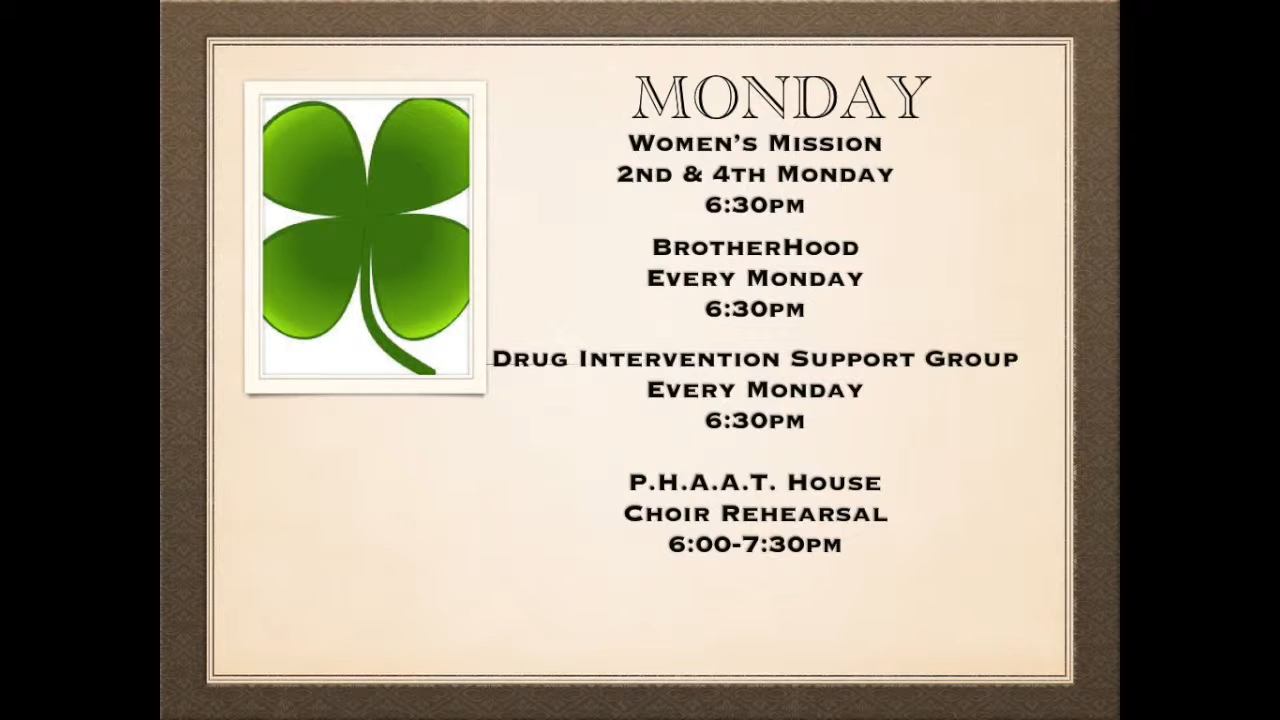 MONDAY
Women's Mission
2nd & 4th Monday
6:30pm
BrotherHood
Every Monday
6:30pm
Drug Intervention Support Group
Every Monday
6:30pm
P.H.A.A.T. House
Choir Rehearsal
6:00-7:30pm